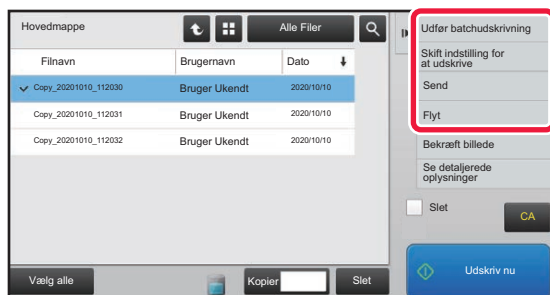 Hovedmappe
Alle Filer
Filnavn
Brugernavn
Dato
Copy_20201010_112030
Bruger Ukendt
2020/10/10
Copy_20201010_112031
Bruger Ukendt
2020/10/10
Copy_20201010_112032
Bruger Ukendt
2020/10/10
Vælg alle
Kopier
Slet
Udfør batchudskrivning
Skift indstilling for
at udskrive
Send
Flyt
Bekræft billede
Se detaljerede
oplysninger
Slet
CA
Udskriv nu